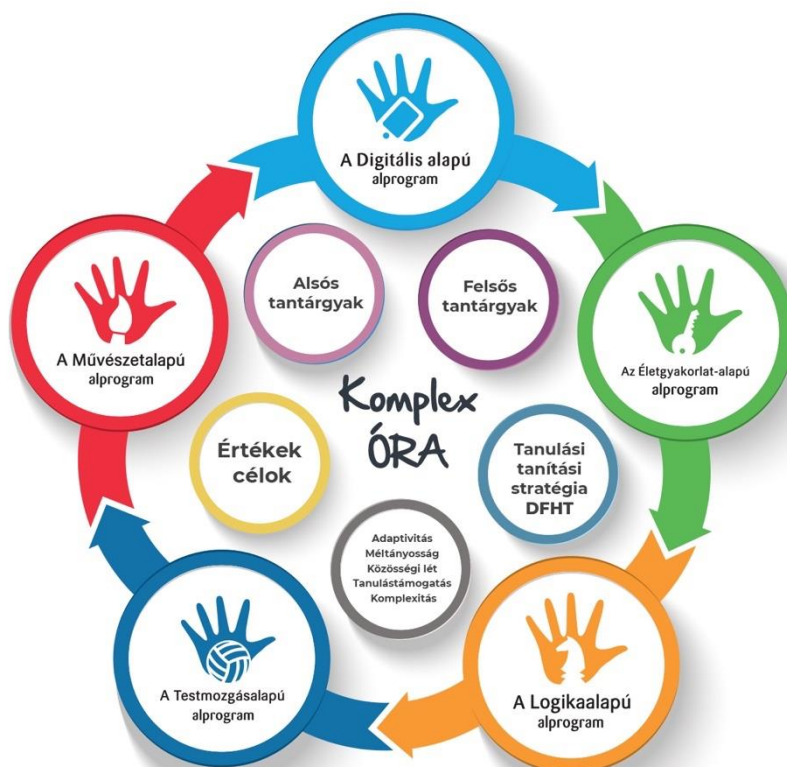 A Digitális alapú
alprogram
Alsós
tantárgyak
Felsős
tantárgyak
A Művészetalapú
alprogram
Az Életgyakorlat-alapú
alprogram
Komplex
ÓRA
Értékek
célok
Tanulási
tanítási
stratégia
DFHT
Adaptivitás
Méltányosság
Közösségi lét
Tanulástámogatás
Komplexitás
A Testmozgásalapú
alprogram
A Logikaalapú
alprogram